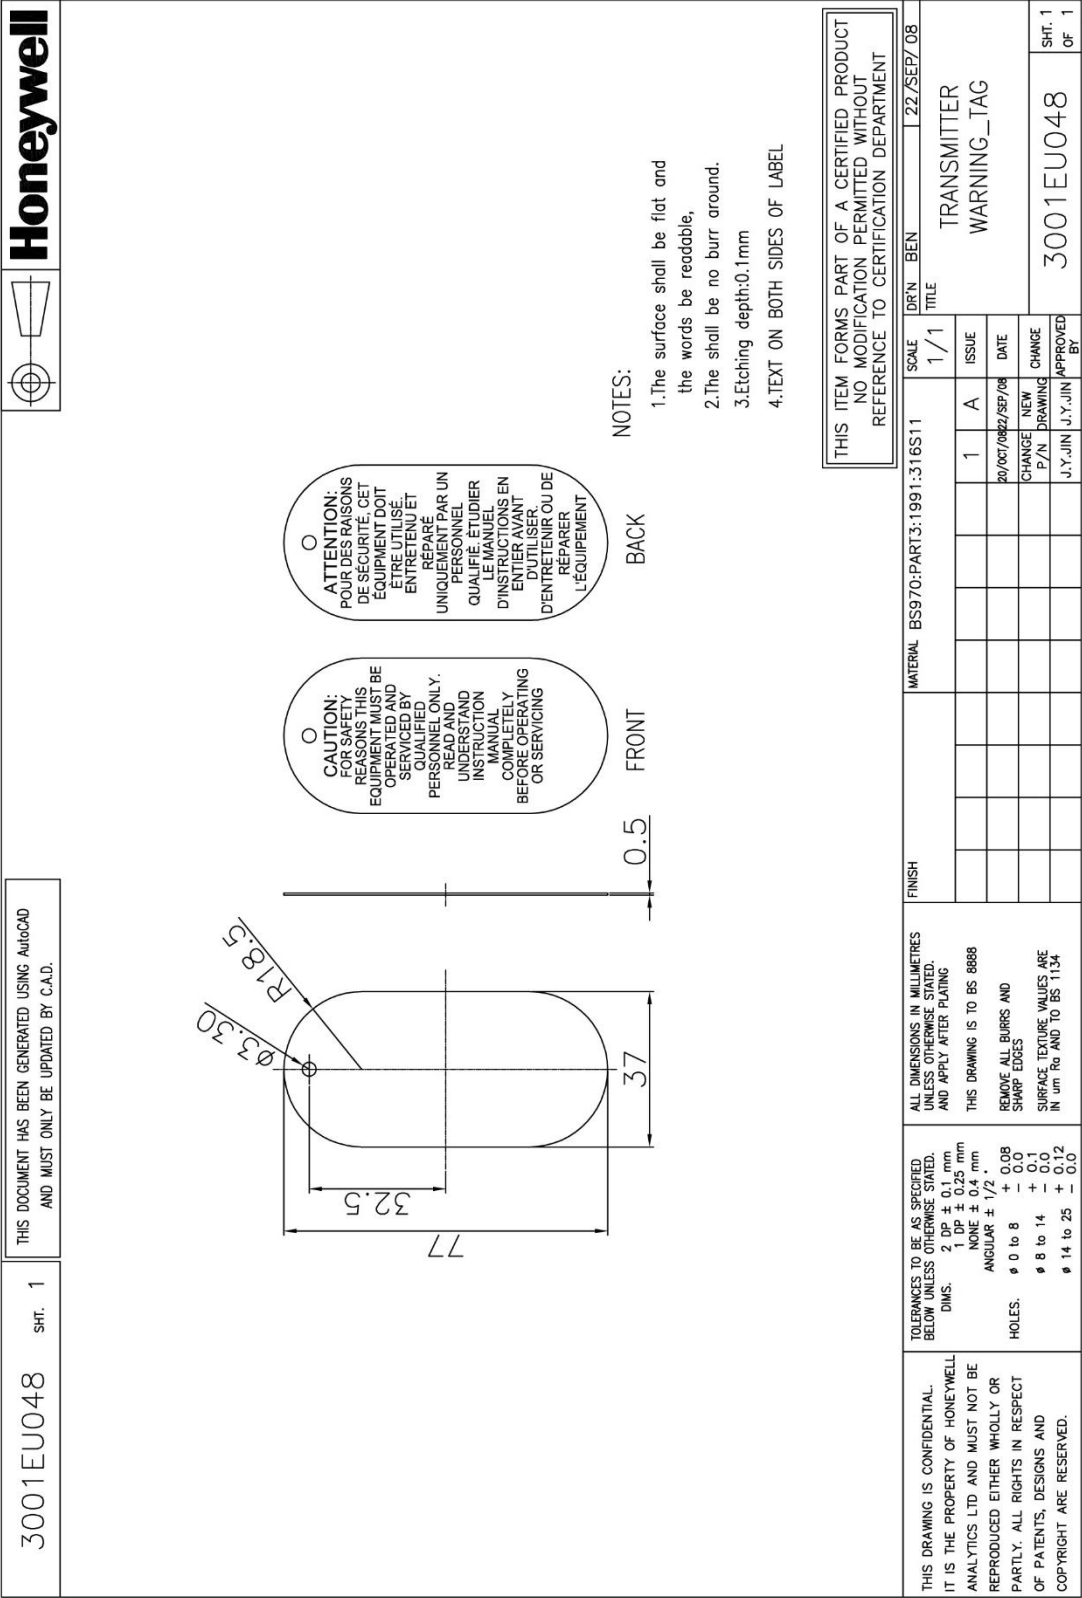 3001EU048 SHT. 1
THIS DOCUMENT HAS BEEN GENERATED USING AutoCAD
AND MUST ONLY BE UPDATED BY C.A.D.
Honeywell
77
32.5
ø3.30
R18.5
37
0.5
CAUTION:
FOR SAFETY
REASONS THIS
EQUIPMENT MUST BE
OPERATED AND
SERVICED BY
QUALIFIED
PERSONNEL ONLY.
READ AND
UNDERSTAND
INSTRUCTION
MANUAL
COMPLETELY
BEFORE OPERATING
OR SERVICING
FRONT
ATTENTION:
POUR DES RAISONS
DE SÉCURITÉ, CET
ÉQUIPMENT DOIT
ÈTRE UTILISÉ.
ENTRETENU ET
RÉPARÉ
UNIQUEMENT PAR UN
PERSONNEL
QUALIFIÉ. ÉTUDIER
LE MANUEL
D'INSTRUCTIONS EN
ENTIER AVANT
D'UTILISER.
D'ENTRETENIR OU DE
RÉPARER
L'ÉQUIPEMENT
BACK
NOTES:
1.The surface shall be flat and
the words be readable,
2.The shall be no burr around.
3.Etching depth:0.1mm
4.TEXT ON BOTH SIDES OF LABEL
THIS ITEM FORMS PART OF A CERTIFIED PRODUCT
NO MODIFICATION PERMITTED WITHOUT
REFERENCE TO CERTIFICATION DEPARTMENT
THIS DRAWING IS CONFIDENTIAL.
IT IS THE PROPERTY OF HONEYWELL
ANALYTICS LTD AND MUST NOT BE
REPRODUCED EITHER WHOLLY OR
PARTLY. ALL RIGHTS IN RESPECT
OF PATENTS, DESIGNS AND
COPYRIGHT ARE RESERVED.
TOLERANCES TO BE AS SPECIFIED
BELOW UNLESS OTHERWISE STATED.
DIMS. 2 DP ± 0.1 mm
1 DP ± 0.25 mm
NONE ± 0.4 mm
ANGULAR ± 1/2 °
HOLES. ø 0 to 8 + 0.08
- 0.0
ø 8 to 14 + 0.1
- 0.0
ø 14 to 25 + 0.12
- 0.0
ALL DIMENSIONS IN MILLIMETRES
UNLESS OTHERWISE STATED.
AND APPLY AFTER PLATING
THIS DRAWING IS TO BS 8888
REMOVE ALL BURRS AND
SHARP EDGES
SURFACE TEXTURE VALUES ARE
IN um Ra AND TO BS 1134
FINISH
MATERIAL BS970:PART3:1991:316S11
SCALE
1/1
1 A ISSUE
20/OCT/08 22/SEP/08 DATE
CHANGE P/N NEW DRAWING CHANGE
J.Y.JIN J.Y.JIN APPROVED BY
DR'N BEN 22/SEP/ 08
TITLE
TRANSMITTER
WARNING_TAG
3001EU048
SHT. 1
OF 1